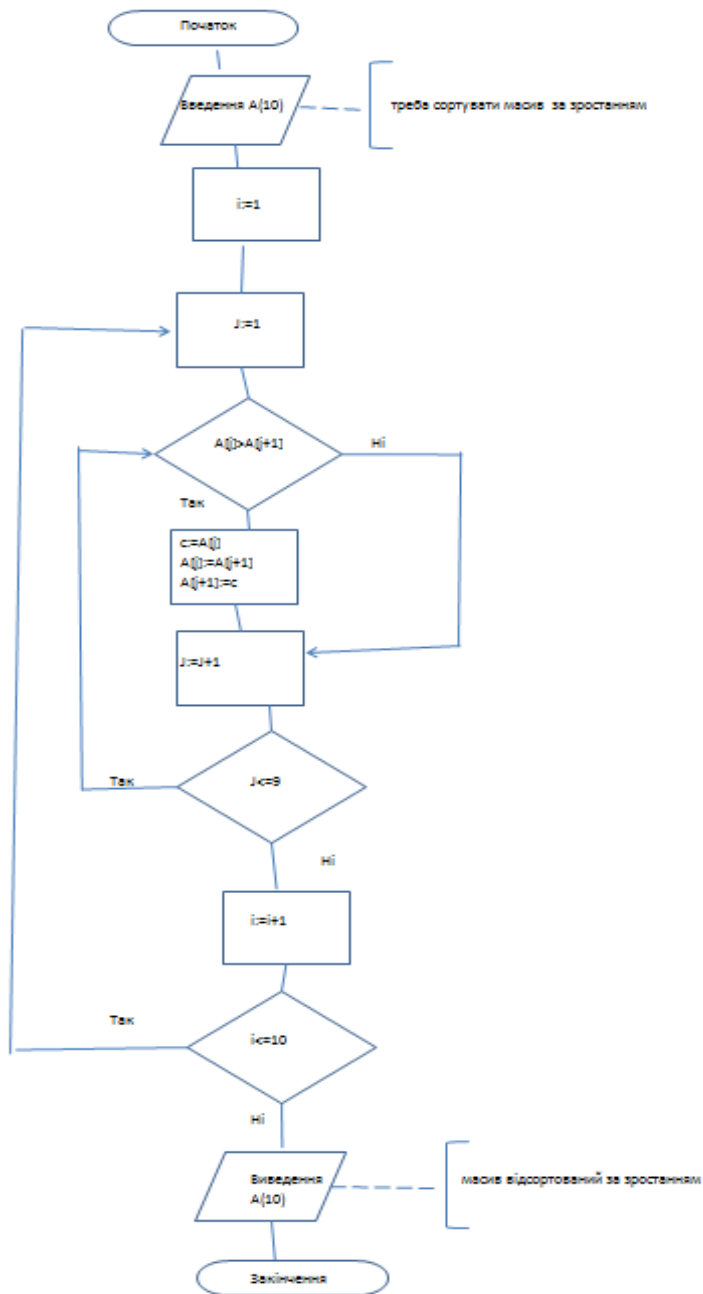 Початок
Введення A(10)
треба сортувати масив за зростанням
i:=1
J:=1
A[j]>A[j+1]
Ні
Так
c:=A[j]
A[j]:=A[j+1]
A[j+1]:=c
J:=J+1
Так
J<=9
Ні
i:=i+1
Так
i<=10
Ні
Виведення
A(10)
масив відсортований за зростанням
Закінчення